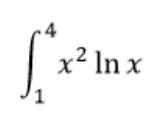 ∫₁⁴ x² ln x